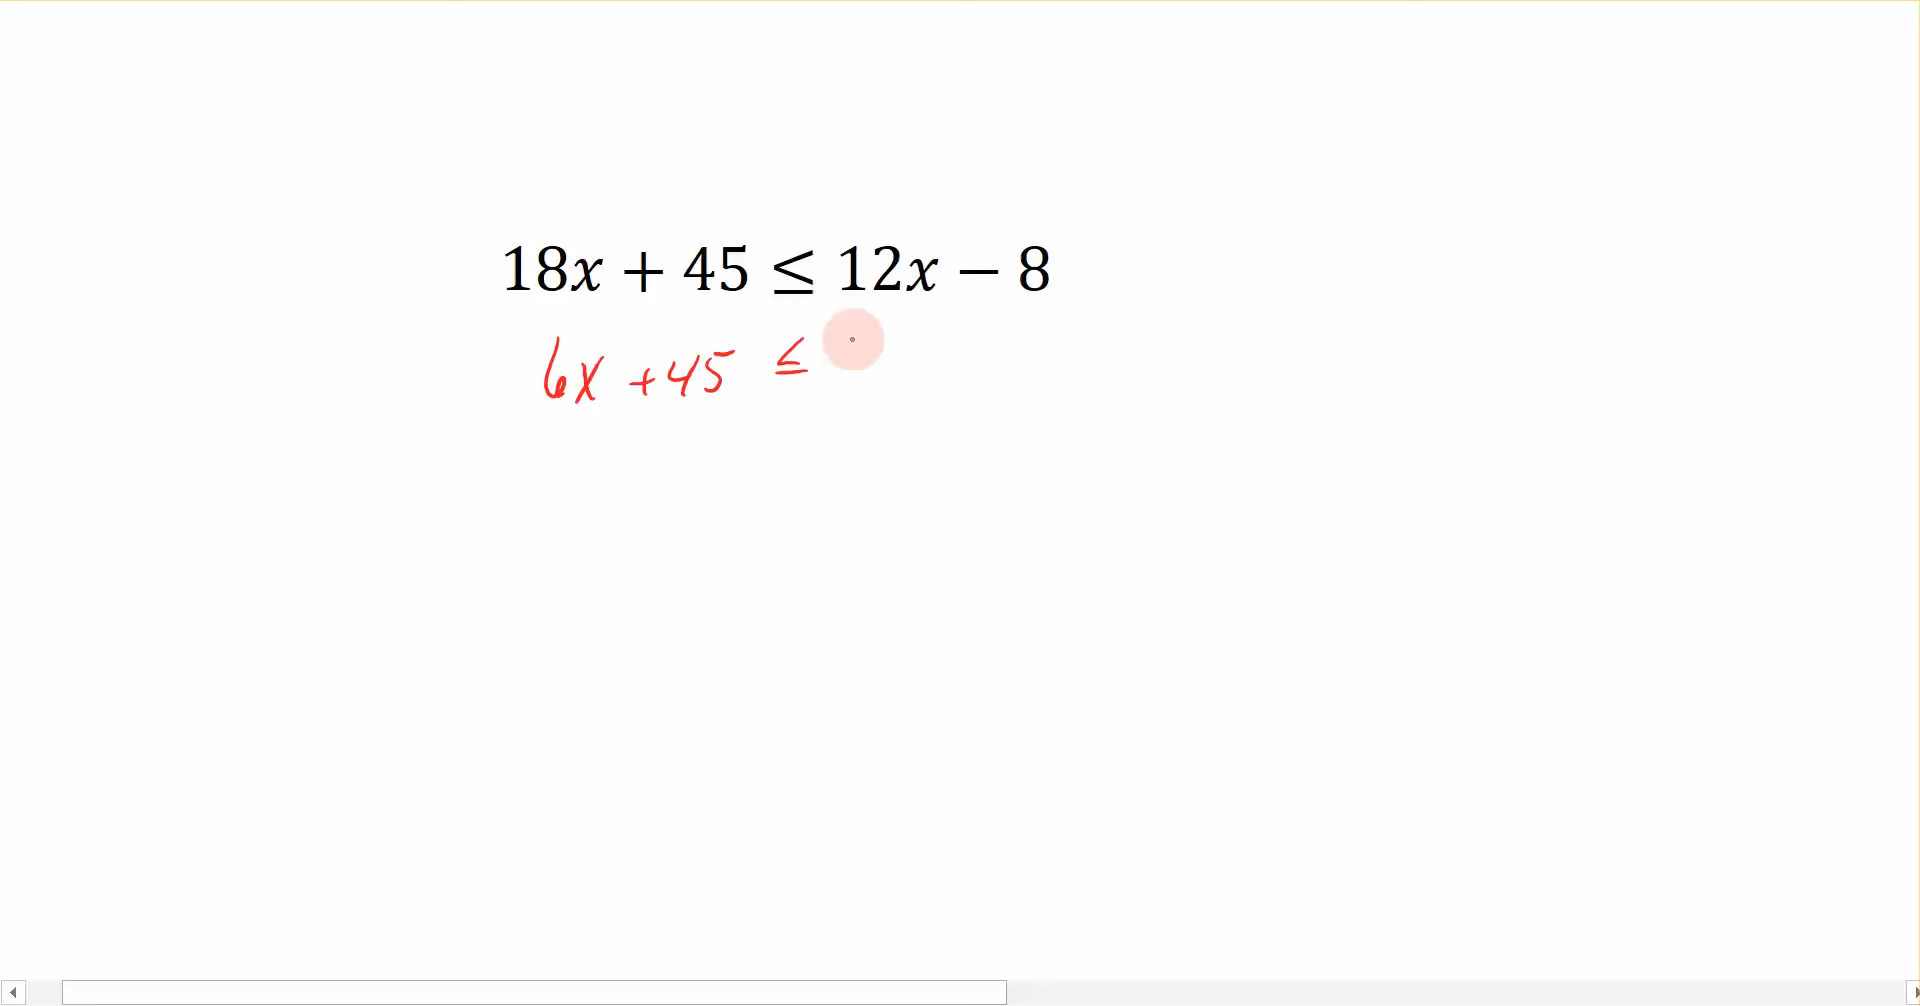 18x + 45 ≤ 12x − 8
6x + 45 ≤